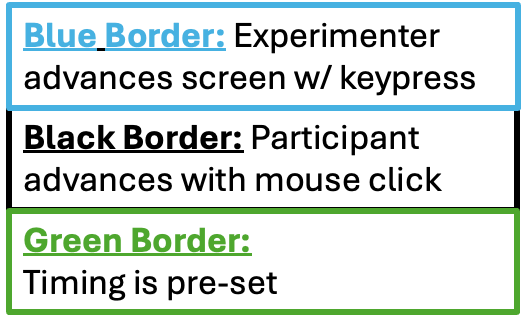 Blue Border: Experimenter
advances screen w/ keypress
Black Border: Participant
advances with mouse click
Green Border:
Timing is pre-set